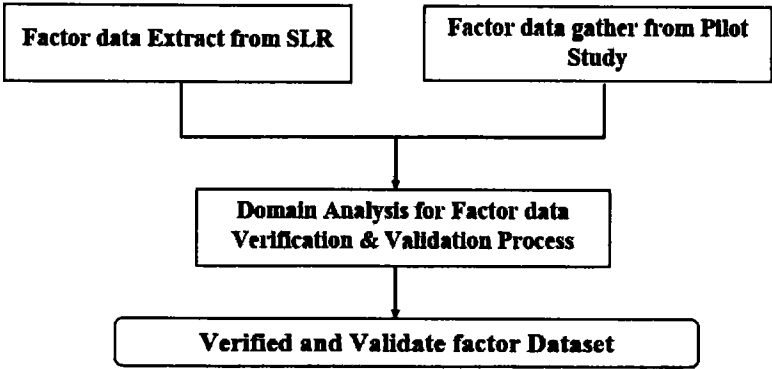 Factor data Extract from SLR
Factor data gather from Pilot
Study
Domain Analysis for Factor data
Verification & Validation Process
Verified and Validate factor Dataset